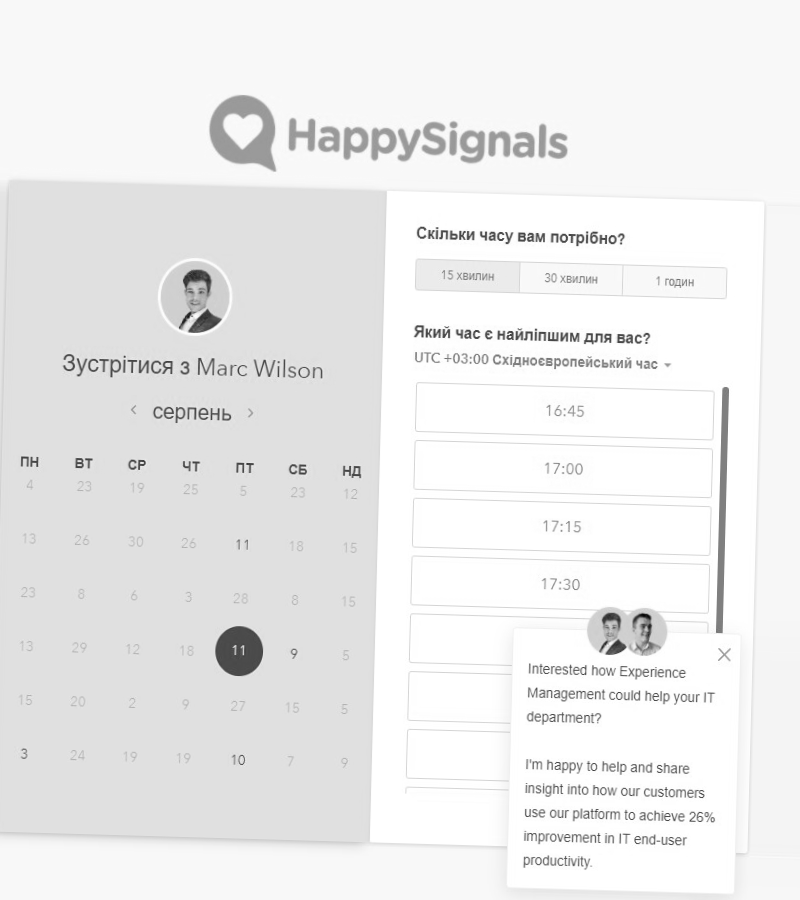 HappySignals
Зустрітися з Marc Wilson
серпень
ПН ВТ СР ЧТ ПТ СБ НД
4 23 19 25 5 23 12
13 26 30 26 11 18 15
23 8 6 3 28 8 15
13 29 12 18 11 9 5
15 20 2 9 27 15 5
3 24 19 19 10 7 9
Скільки часу вам потрібно?
15 хвилин 30 хвилин 1 годин
Який час є найліпшим для вас?
UTC +03:00 Східноєвропейський час
16:45
17:00
17:15
17:30
Interested how Experience
Management could help your IT
department?
I'm happy to help and share
insight into how our customers
use our platform to achieve 26%
improvement in IT end-user
productivity.